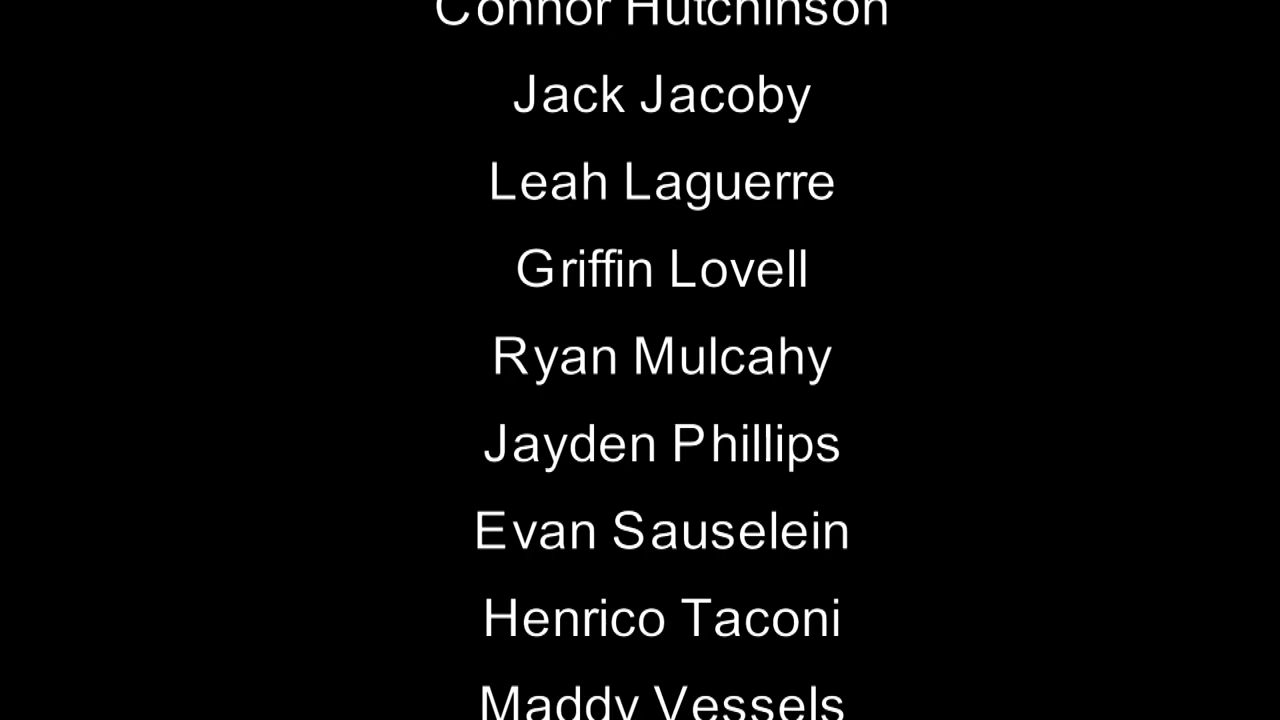 Connor Hutchinson
Jack Jacoby
Leah Laguerre
Griffin Lovell
Ryan Mulcahy
Jayden Phillips
Evan Sauselein
Henrico Taconi
Maddy Vessels